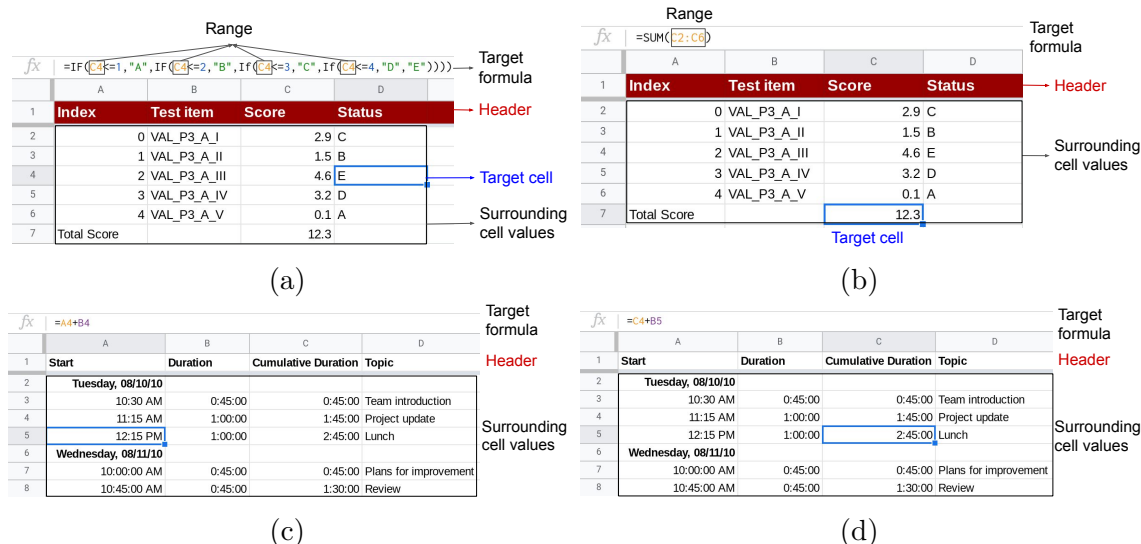 Range
fx =IF(C4<=1,"A",IF(C4<=2,"B",If(C4<=3,"C",If(C4<=4,"D","E"))))
Target formula
A B C D
1 Index Test item Score Status
Header
2 0 VAL_P3_A_I 2.9 C
3 1 VAL_P3_A_II 1.5 B
4 2 VAL_P3_A_III 4.6 E
Target cell
5 3 VAL_P3_A_IV 3.2 D
6 4 VAL_P3_A_V 0.1 A
7 Total Score 12.3
Surrounding cell values
(a)
Range
fx =SUM(C2:C6)
Target formula
A B C D
1 Index Test item Score Status
Header
2 0 VAL_P3_A_I 2.9 C
3 1 VAL_P3_A_II 1.5 B
4 2 VAL_P3_A_III 4.6 E
5 3 VAL_P3_A_IV 3.2 D
6 4 VAL_P3_A_V 0.1 A
7 Total Score 12.3
Surrounding cell values
Target cell
(b)
fx =A4+B4
Target formula
A B C D
1 Start Duration Cumulative Duration Topic
Header
2 Tuesday, 08/10/10
3 10:30 AM 0:45:00 0:45:00 Team introduction
4 11:15 AM 1:00:00 1:45:00 Project update
5 12:15 PM 1:00:00 2:45:00 Lunch
6 Wednesday, 08/11/10
7 10:00:00 AM 0:45:00 0:45:00 Plans for improvement
8 10:45:00 AM 0:45:00 1:30:00 Review
Surrounding cell values
(c)
fx =C4+B5
Target formula
A B C D
1 Start Duration Cumulative Duration Topic
Header
2 Tuesday, 08/10/10
3 10:30 AM 0:45:00 0:45:00 Team introduction
4 11:15 AM 1:00:00 1:45:00 Project update
5 12:15 PM 1:00:00 2:45:00 Lunch
6 Wednesday, 08/11/10
7 10:00:00 AM 0:45:00 0:45:00 Plans for improvement
8 10:45:00 AM 0:45:00 1:30:00 Review
Surrounding cell values
(d)